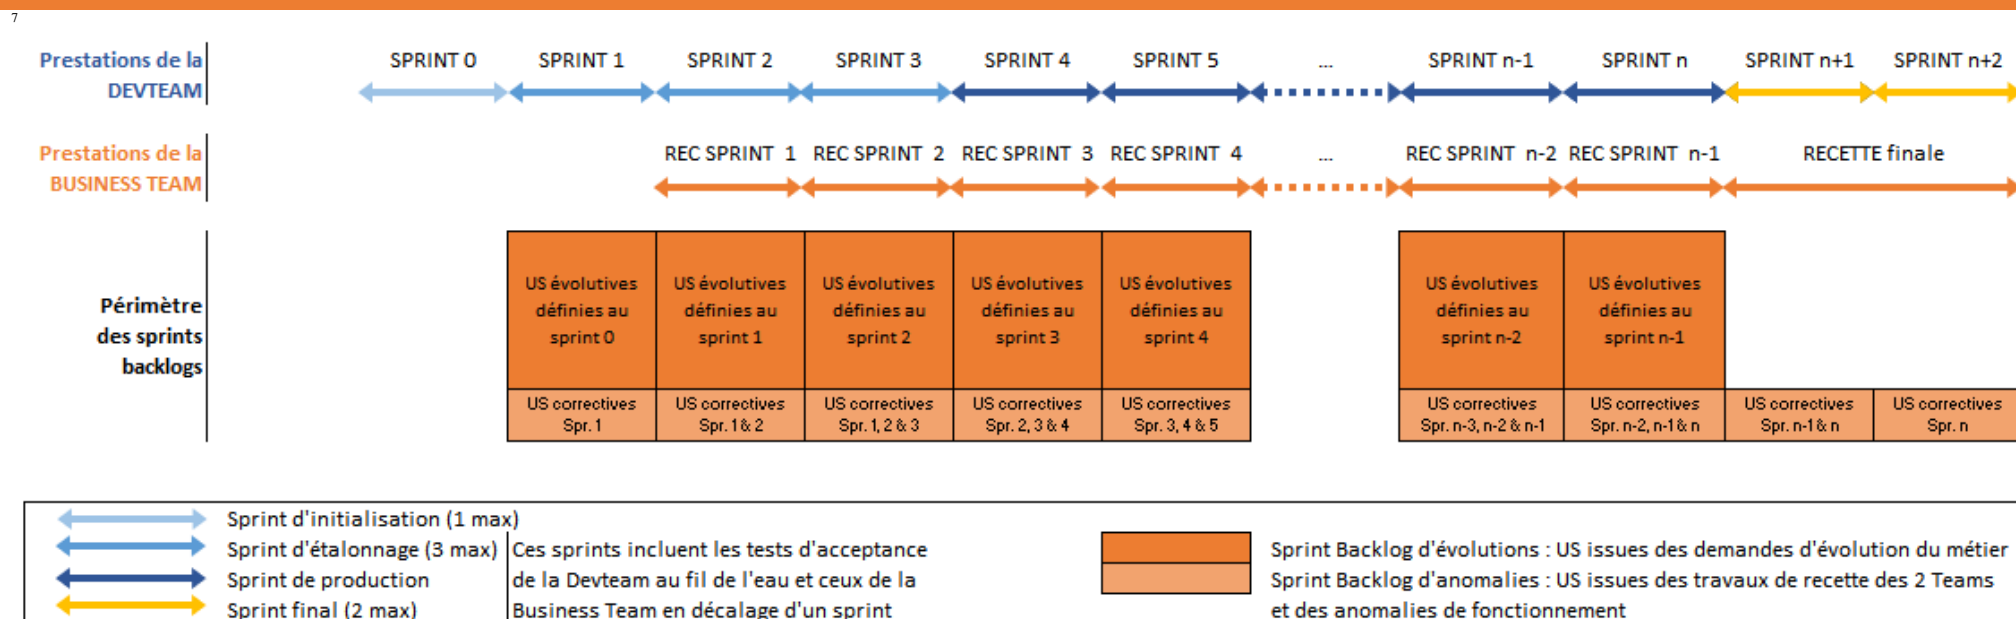 7
Prestations de la
DEVTEAM
SPRINT 0
SPRINT 1
SPRINT 2
SPRINT 3
SPRINT 4
SPRINT 5
...
SPRINT n-1
SPRINT n
SPRINT n+1
SPRINT n+2
Prestations de la
BUSINESS TEAM
REC SPRINT 1
REC SPRINT 2
REC SPRINT 3
REC SPRINT 4
...
REC SPRINT n-2
REC SPRINT n-1
RECETTE finale
Périmètre
des sprints
backlogs
US évolutives
définies au
sprint 0
US évolutives
définies au
sprint 1
US évolutives
définies au
sprint 2
US évolutives
définies au
sprint 3
US évolutives
définies au
sprint 4
US évolutives
définies au
sprint n-2
US évolutives
définies au
sprint n-1
US correctives
Spr. 1
US correctives
Spr. 1 & 2
US correctives
Spr. 1, 2 & 3
US correctives
Spr. 2, 3 & 4
US correctives
Spr. 3, 4 & 5
US correctives
Spr. n-3, n-2 & n-1
US correctives
Spr. n-2, n-1 & n
US correctives
Spr. n-1 & n
US correctives
Spr. n
Sprint d'initialisation (1 max)
Sprint d'étalonnage (3 max)
Sprint de production
Sprint final (2 max)
Ces sprints incluent les tests d'acceptance
de la Devteam au fil de l'eau et ceux de la
Business Team en décalage d'un sprint
Sprint Backlog d'évolutions : US issues des demandes d'évolution du métier
Sprint Backlog d'anomalies : US issues des travaux de recette des 2 Teams
et des anomalies de fonctionnement